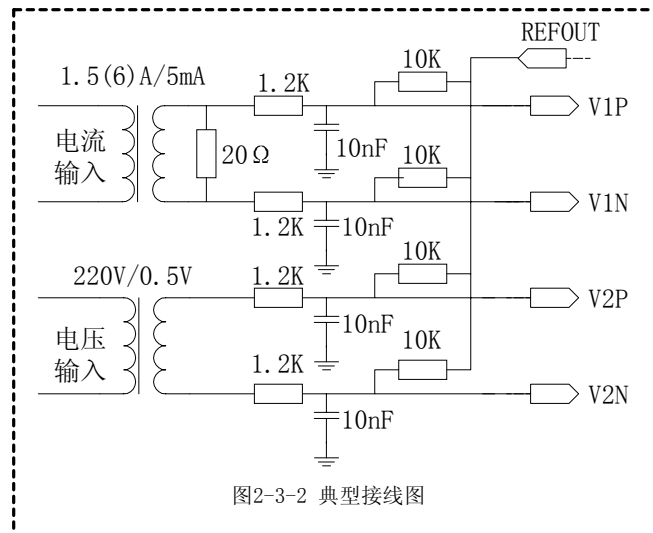 REFOUT
10K
1.5(6)A/5mA
1.2K
V1P
电流
输入
20Ω
10nF
10K
V1N
1.2K
10nF
10K
220V/0.5V
1.2K
V2P
电压
输入
10nF
10K
1.2K
V2N
10nF
图2-3-2 典型接线图